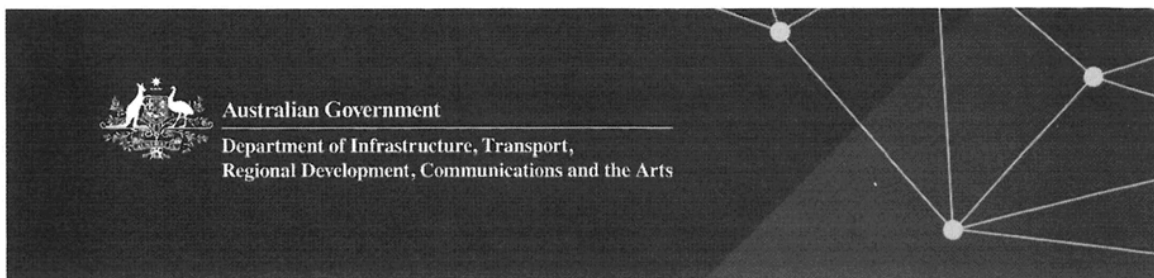 Australian Government
Department of Infrastructure, Transport,
Regional Development, Communications and the Arts